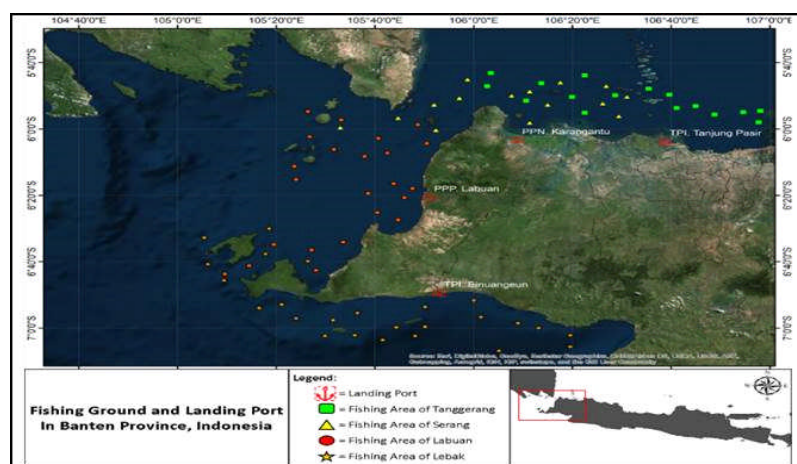 104°40'0"E 105°0'0"E 105°20'0"E 105°40'0"E 106°0'0"E 106°20'0"E 106°40'0"E 107°0'0"E
5°40'0"S 5°40'0"S
6°0'0"S 6°0'0"S
PPN. Karangantu TPI. Tanjung Pasir
PPP. Labuan
6°20'0"S 6°20'0"S
6°40'0"S 6°40'0"S
TPI. Binuangeun
7°0'0"S 7°0'0"S
Fishing Ground and Landing Port
In Banten Province, Indonesia
Legend:
= Landing Port
= Fishing Area of Tanggerang
= Fishing Area of Serang
= Fishing Area of Labuan
= Fishing Area of Lebak